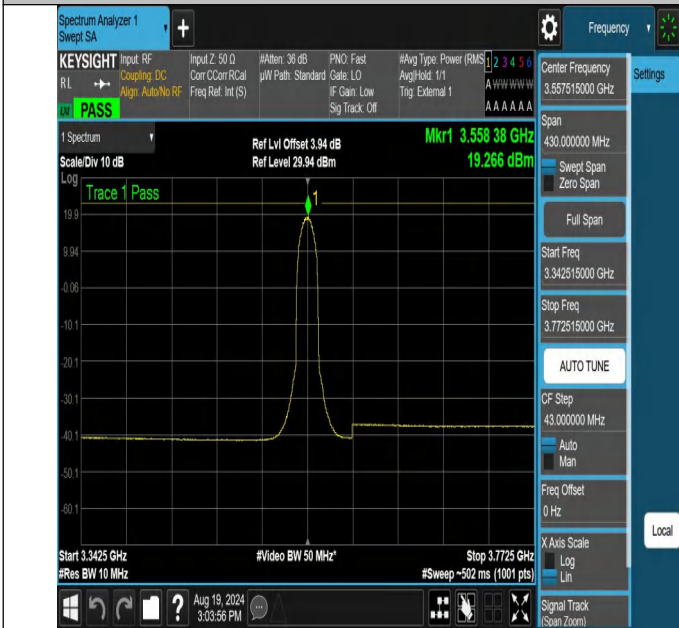 Spectrum Analyzer 1
Swept SA
Frequency
KEYSIGHT
RL
PASS
Input: RF
Coupling: DC
Align: Auto/No RF
Input Z: 50 Ω
Corr CCorr RCal
Freq Ref: Int (S)
#Atten: 36 dB
µW Path: Standard
PNO: Fast
Gate: LO
IF Gain: Low
Sig Track: Off
#Avg Type: Power (RMS
Avg|Hold: 1/1
Trig: External 1
1 2 3 4 5 6
A W W W W W
A A A A A A
Center Frequency
3.557515000 GHz
Settings
Span
430.000000 MHz
Swept Span
Zero Span
Full Span
Start Freq
3.342515000 GHz
Stop Freq
3.772515000 GHz
AUTO TUNE
CF Step
43.000000 MHz
Auto
Man
Freq Offset
0 Hz
X Axis Scale
Log
Lin
Signal Track
(Span Zoom)
Local
1 Spectrum
Scale/Div 10 dB
Log
Ref Lvl Offset 3.94 dB
Ref Level 29.94 dBm
Mkr1 3.558 38 GHz
19.266 dBm
Trace 1 Pass
1
19.9
9.94
-0.06
-10.1
-20.1
-30.1
-40.1
-50.1
-60.1
Start 3.3425 GHz
#Res BW 10 MHz
#Video BW 50 MHz*
Stop 3.7725 GHz
#Sweep ~502 ms (1001 pts)
?
Aug 19, 2024
3:03:56 PM